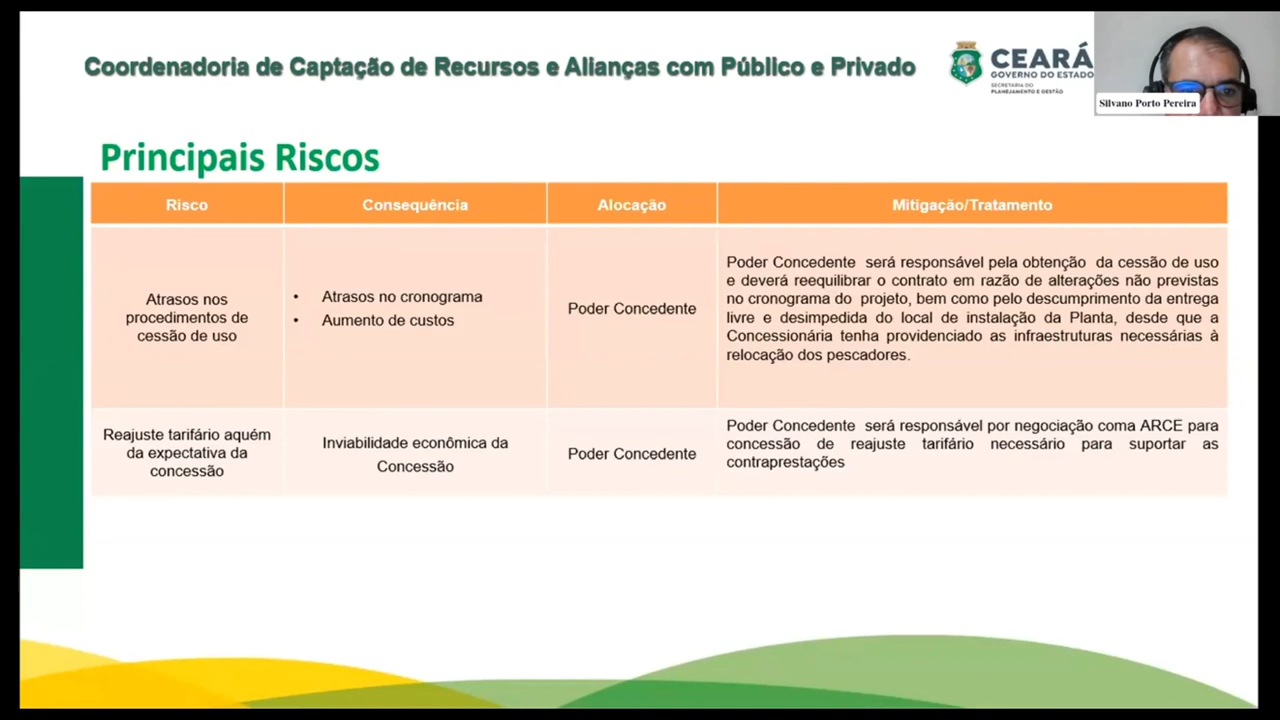 Coordenadoria de Captação de Recursos e Alianças com Público e Privado
CEARÁ
GOVERNO DO ESTADO
SECRETARIA DO
PLANEJAMENTO E GESTÃO
Silvano Porto Pereira
Principais Riscos
Risco
Consequência
Alocação
Mitigação/Tratamento
Atrasos nos
procedimentos de
cessão de uso
• Atrasos no cronograma
• Aumento de custos
Poder Concedente
Poder Concedente será responsável pela obtenção da cessão de uso
e deverá reequilibrar o contrato em razão de alterações não previstas
no cronograma do projeto, bem como pelo descumprimento da entrega
livre e desimpedida do local de instalação da Planta, desde que a
Concessionária tenha providenciado as infraestruturas necessárias à
relocação dos pescadores.
Reajuste tarifário aquém
da expectativa da
concessão
Inviabilidade econômica da
Concessão
Poder Concedente
Poder Concedente será responsável por negociação coma ARCE para
concessão de reajuste tarifário necessário para suportar as
contraprestações